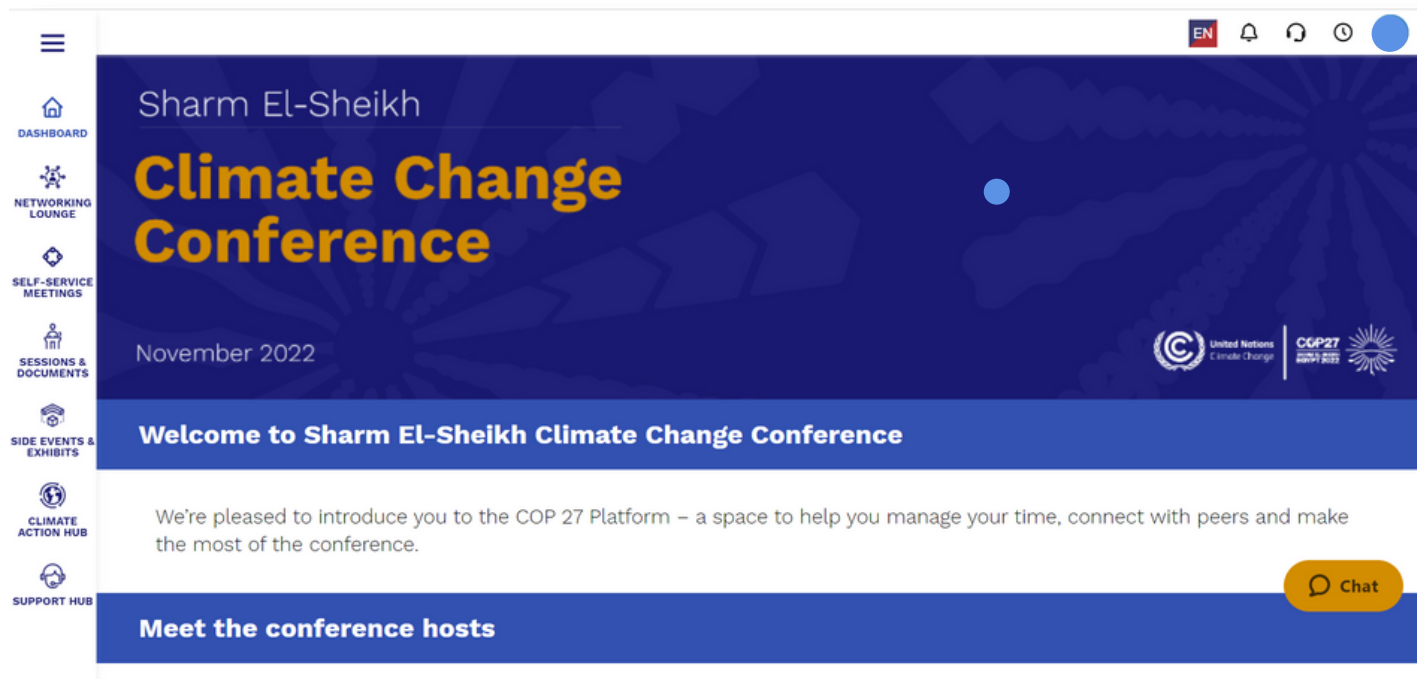 EN
DASHBOARD
NETWORKING
LOUNGE
SELF-SERVICE
MEETINGS
SESSIONS &
DOCUMENTS
SIDE EVENTS &
EXHIBITS
CLIMATE
ACTION HUB
SUPPORT HUB
Sharm El-Sheikh
Climate Change
Conference
November 2022
United Nations
Climate Change
COP27
EGYPT 2022
Welcome to Sharm El-Sheikh Climate Change Conference
We're pleased to introduce you to the COP 27 Platform – a space to help you manage your time, connect with peers and make
the most of the conference.
Chat
Meet the conference hosts